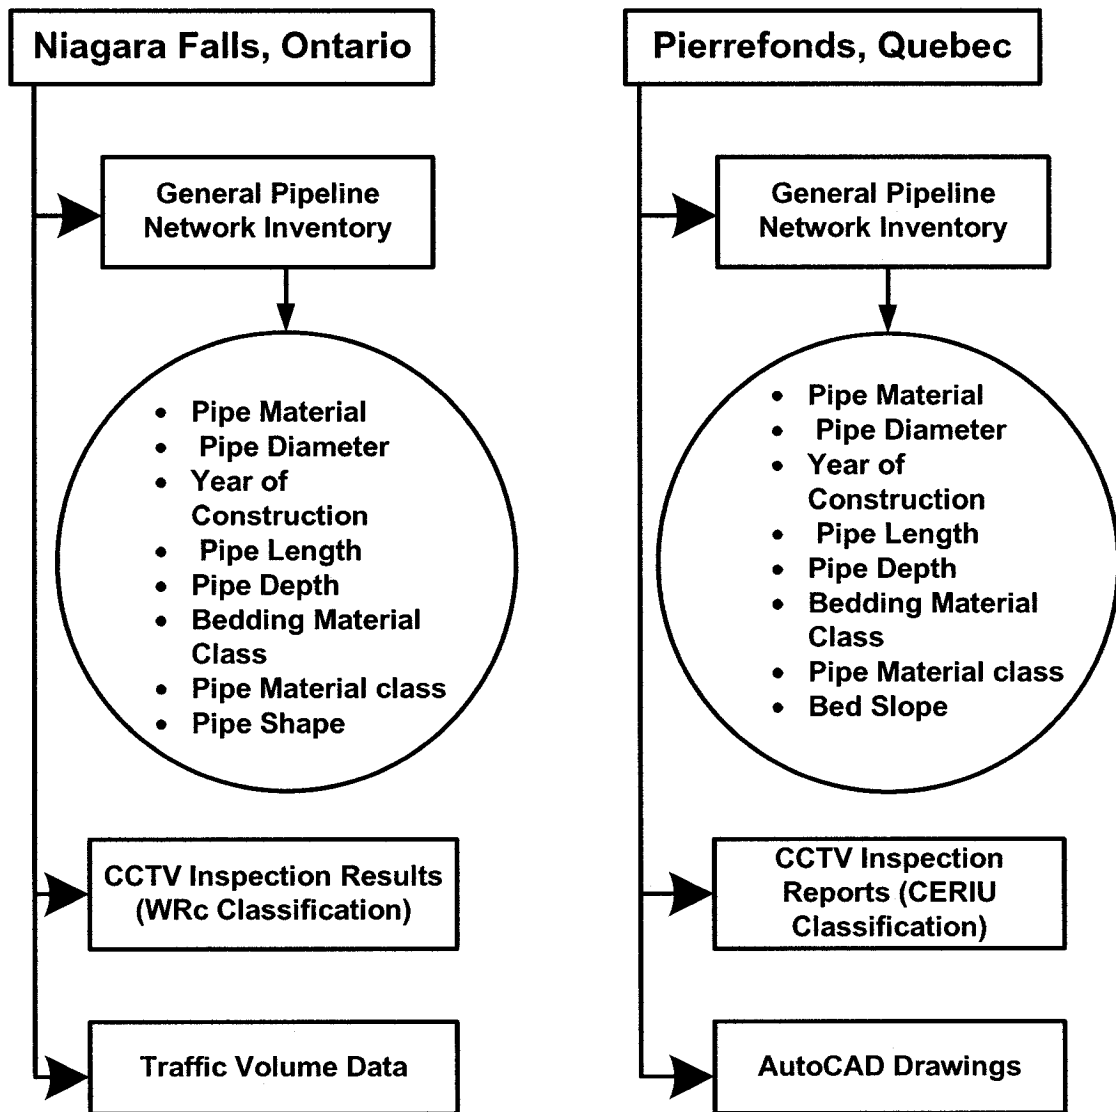 Niagara Falls, Ontario
General Pipeline
Network Inventory
• Pipe Material
• Pipe Diameter
• Year of
Construction
• Pipe Length
• Pipe Depth
• Bedding Material
Class
• Pipe Material class
• Pipe Shape
CCTV Inspection Results
(WRc Classification)
Traffic Volume Data
Pierrefonds, Quebec
General Pipeline
Network Inventory
• Pipe Material
• Pipe Diameter
• Year of
Construction
• Pipe Length
• Pipe Depth
• Bedding Material
Class
• Pipe Material class
• Bed Slope
CCTV Inspection
Reports (CERIU
Classification)
AutoCAD Drawings